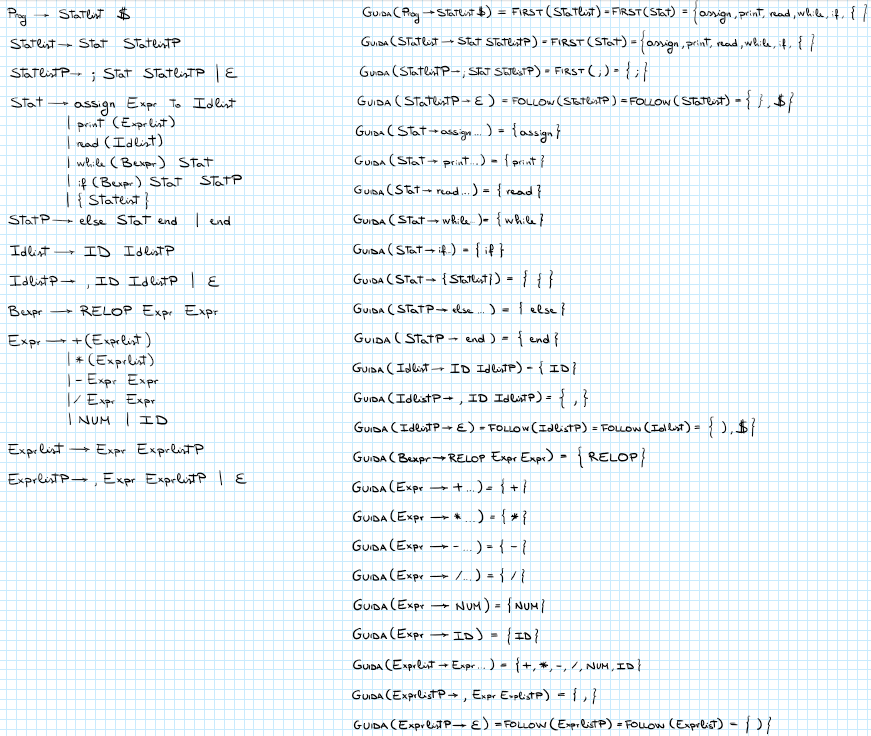 Prog → Statlist $
Statlist → Stat StatlistP
StatlistP → ; Stat StatlistP | ε
Stat → assign Expr To Idlist
| print (Exprlist)
| read (Idlist)
| while (Bexpr) Stat
| if (Bexpr) Stat StatP
| { Statlist }
StatP → else Stat end | end
Idlist → ID IdlistP
IdlistP → , ID IdlistP | ε
Bexpr → RELOP Expr Expr
Expr → + (Exprlist)
| * (Exprlist)
| - Expr Expr
| / Expr Expr
| NUM | ID
Exprlist → Expr ExprlistP
ExprlistP → , Expr ExprlistP | ε
GUIDA (Prog → Statlist $) = FIRST (Statlist) = FIRST (Stat) = { assign, print, read, while, if, { }
GUIDA (Statlist → Stat StatlistP) = FIRST (Stat) = { assign, print, read, while, if, { }
GUIDA (StatlistP → ; Stat StatlistP) = FIRST ( ; ) = { ; }
GUIDA ( StatlistP → ε ) = FOLLOW (StatlistP) = FOLLOW (Statlist) = { }, $ }
GUIDA ( Stat → assign... ) = { assign }
GUIDA ( Stat → print... ) = { print }
GUIDA ( Stat → read... ) = { read }
GUIDA ( Stat → while.. ) = { while }
GUIDA ( Stat → if.. ) = { if }
GUIDA ( Stat → { Statlist } ) = { { }
GUIDA ( StatP → else ... ) = { else }
GUIDA ( StatP → end ) = { end }
GUIDA ( Idlist → ID IdlistP ) = { ID }
GUIDA (IdlistP → , ID IdlistP) = { , }
GUIDA (IdlistP → ε) = FOLLOW (IdlistP) = FOLLOW (Idlist) = { ), $ }
GUIDA (Bexpr → RELOP Expr Expr) = { RELOP }
GUIDA (Expr → + ...) = { + }
GUIDA (Expr → * ...) = { * }
GUIDA (Expr → - ...) = { - }
GUIDA (Expr → / ...) = { / }
GUIDA (Expr → NUM) = { NUM }
GUIDA (Expr → ID) = { ID }
GUIDA (Exprlist → Expr...) = { +, *, -, /, NUM, ID }
GUIDA (ExprlistP → , Expr ExplistP) = { , }
GUIDA (ExprlistP → ε) = FOLLOW (ExprlistP) = FOLLOW (Exprlist) = { ) }